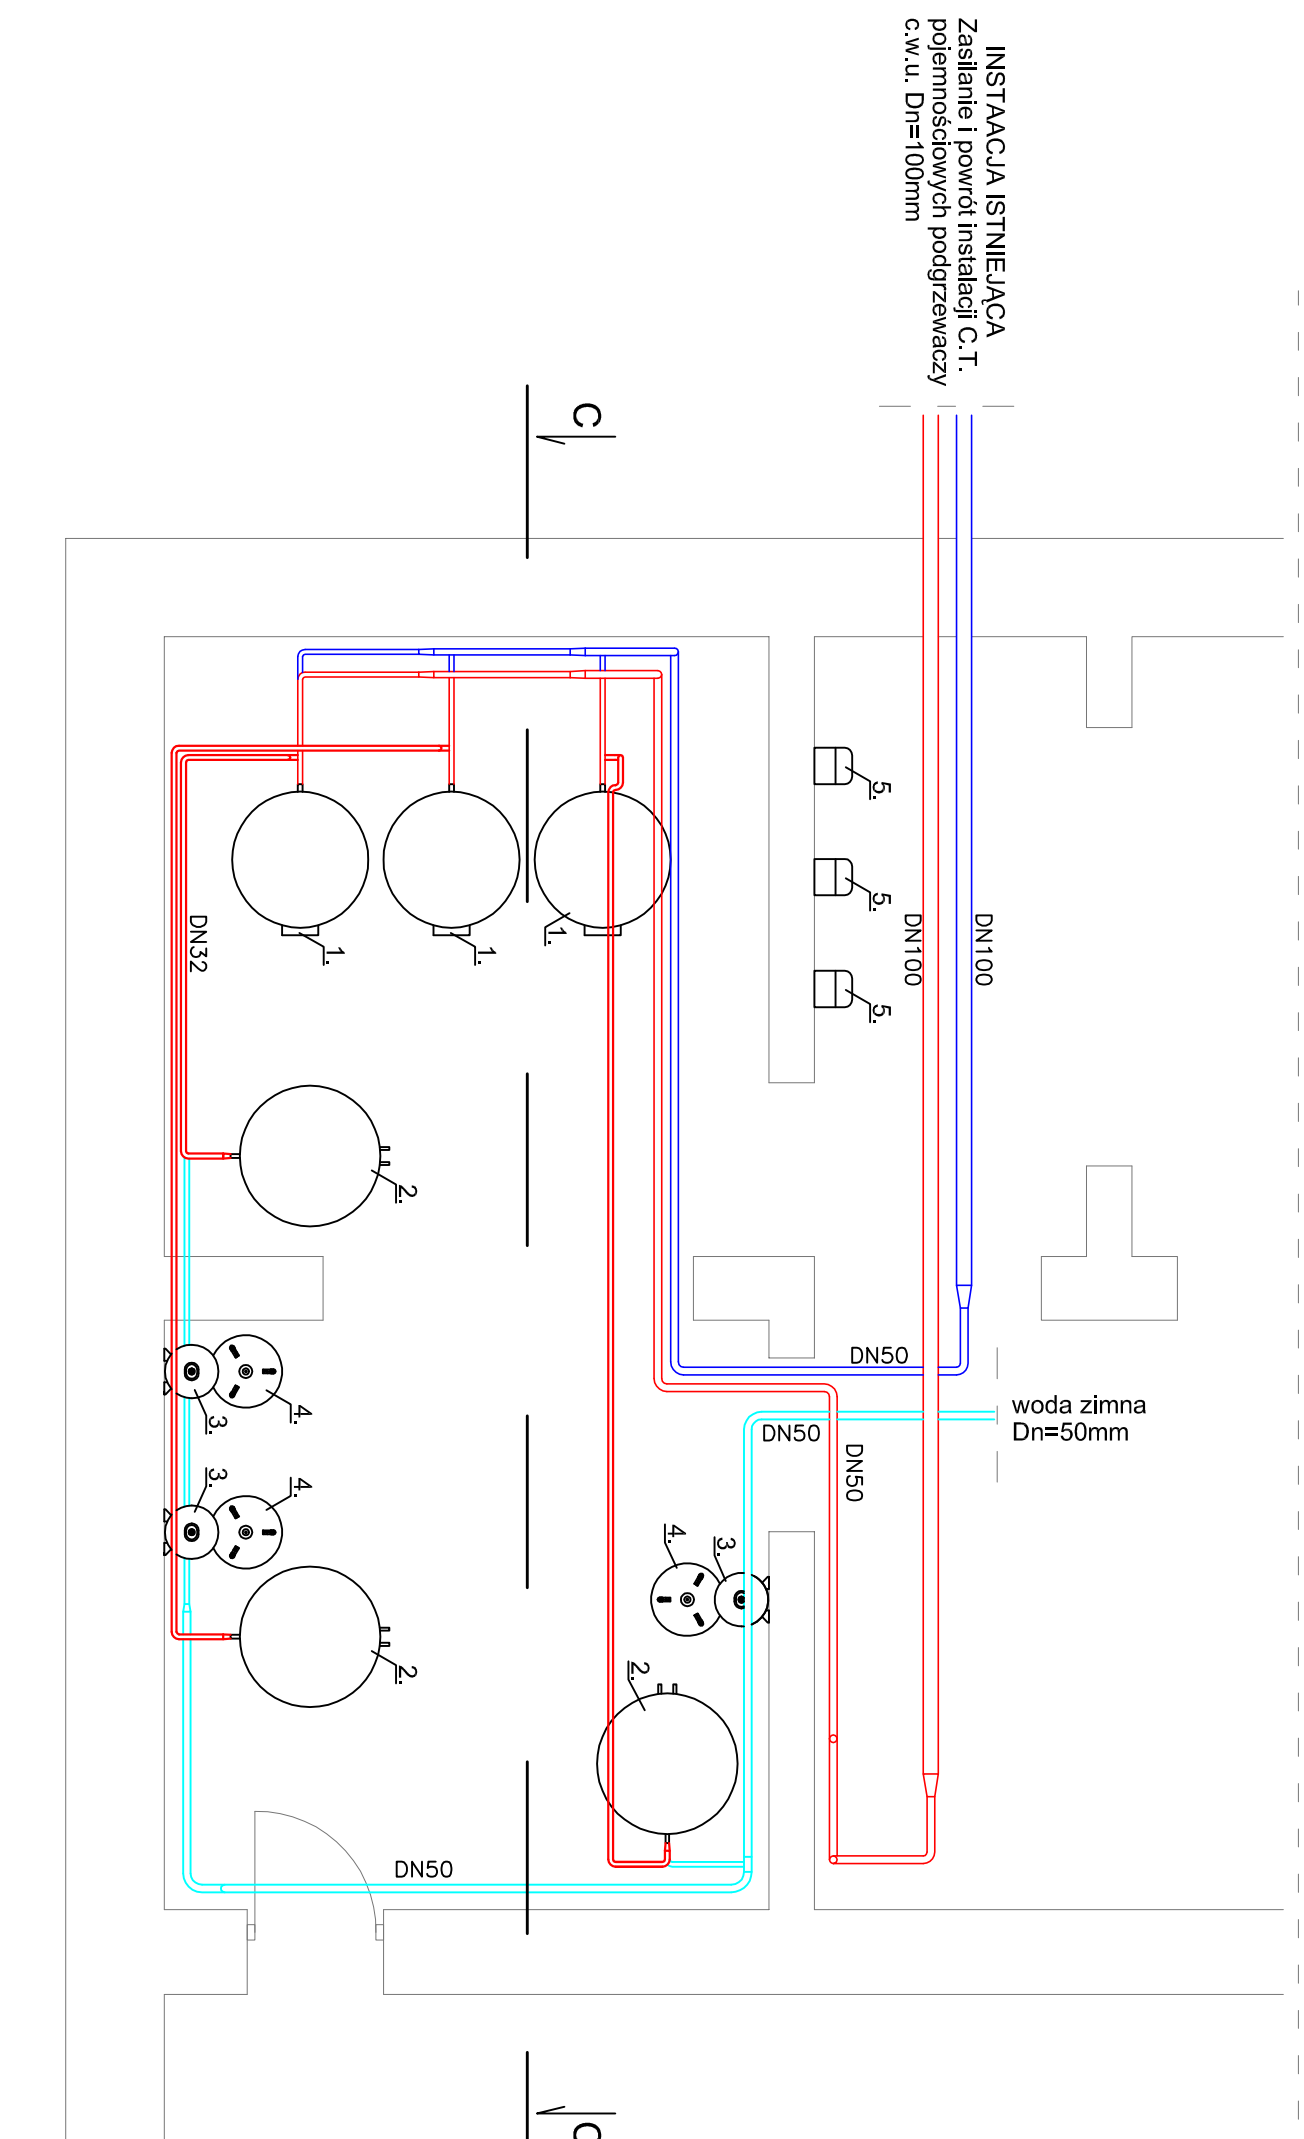 INSTAACJA ISTNIEJĄCA
Zasilanie i powrót instalacji C.T.
pojemnościowych podgrzewaczy
c.w.u. Dn=100mm
C
5.
5.
5.
DN100
DN100
DN32
1.
1.
1.
2.
DN50
woda zimna
Dn=50mm
DN50
DN50
3.
4.
3.
4.
4.
3.
2.
2.
DN50